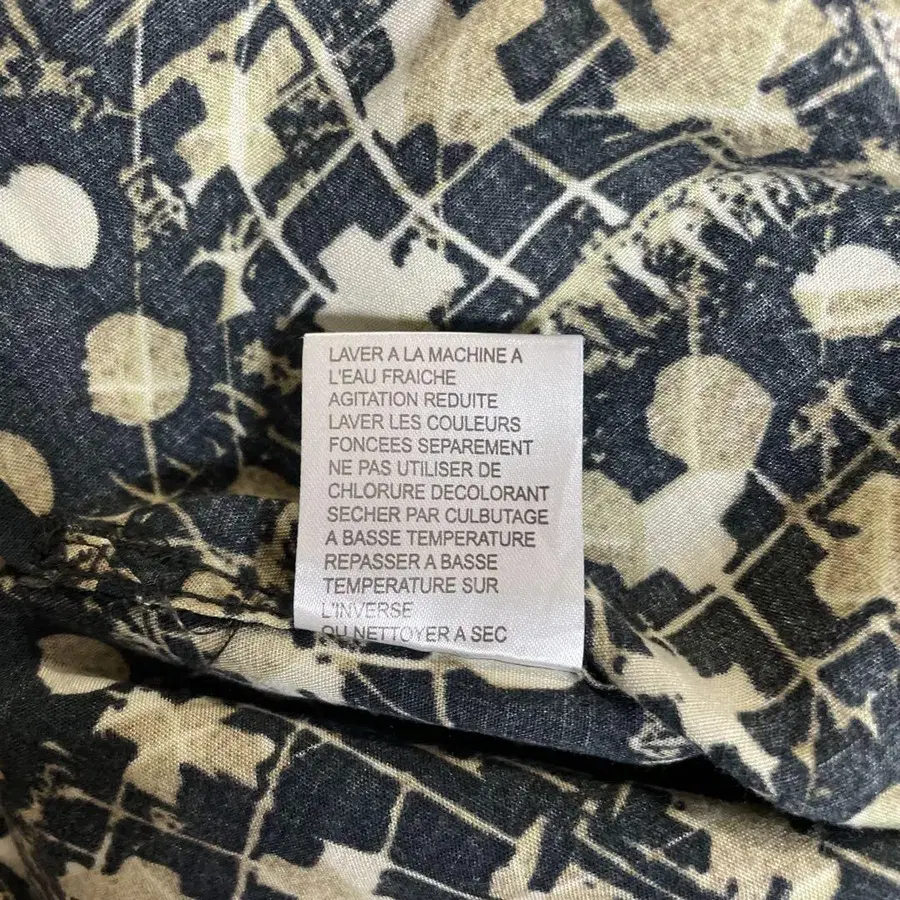 LAVER A LA MACHINE A
L'EAU FRAICHE
AGITATION REDUITE
LAVER LES COULEURS
FONCEES SEPAREMENT
NE PAS UTILISER DE
CHLORURE DECOLORANT
SECHER PAR CULBUTAGE
A BASSE TEMPERATURE
REPASSER A BASSE
TEMPERATURE SUR
L'INVERSE
OU NETTOYER A SEC